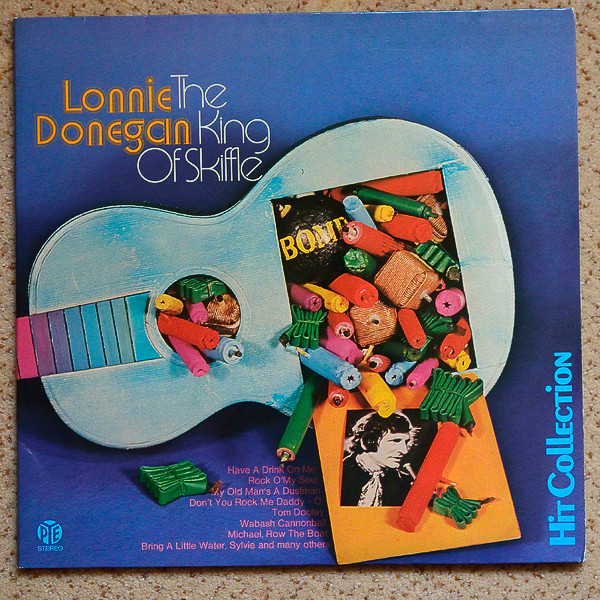 Lonnie The
Donegan King
Of Skiffle
BOMB
Have A Drink On Me
Rock O'My Soul
My Old Man's A Dustman
Don't You Rock Me Daddy - O
Tom Dooley
Wabash Cannonball
Michael, Row The Boat
Bring A Little Water, Sylvie and many others
Hit Collection
PYE
STEREO